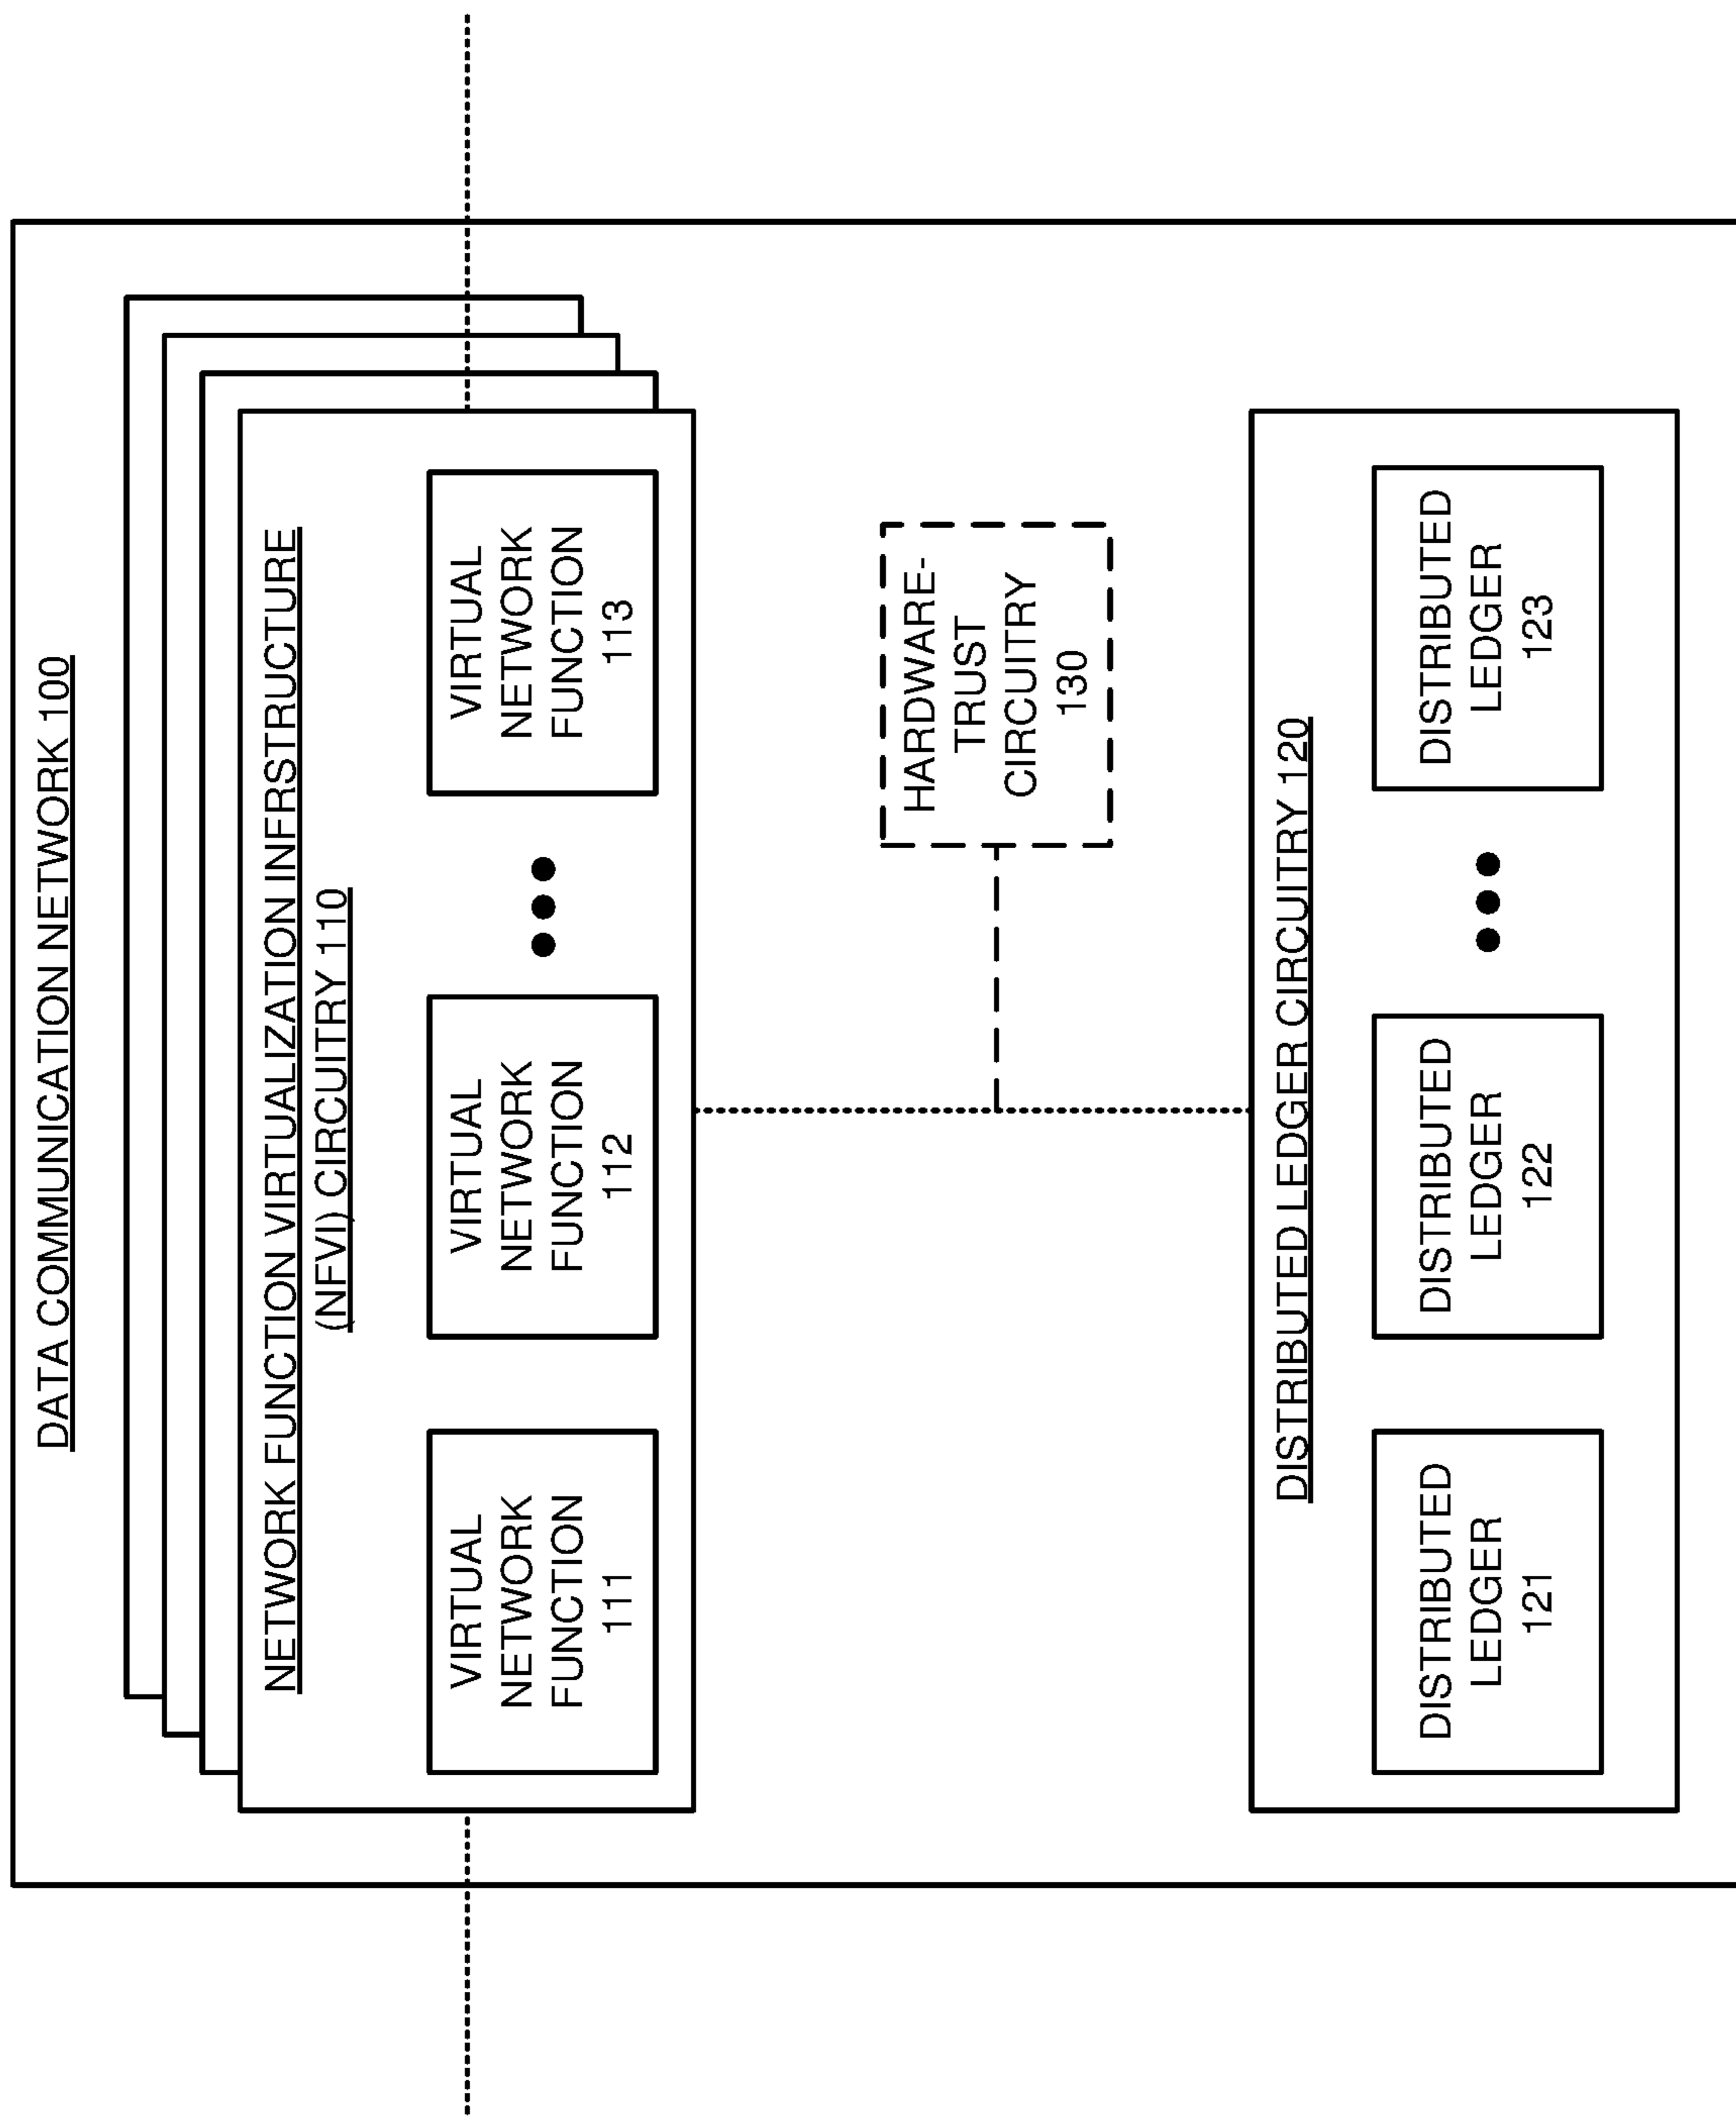 DATA COMMUNICATION NETWORK 100
NETWORK FUNCTION VIRTUALIZATION INFRSTRUCTURE
(NFVI) CIRCUITRY 110
VIRTUAL
NETWORK
FUNCTION
111
VIRTUAL
NETWORK
FUNCTION
112
VIRTUAL
NETWORK
FUNCTION
113
HARDWARE-
TRUST
CIRCUITRY
130
DISTRIBUTED LEDGER CIRCUITRY 120
DISTRIBUTED
LEDGER
121
DISTRIBUTED
LEDGER
122
DISTRIBUTED
LEDGER
123